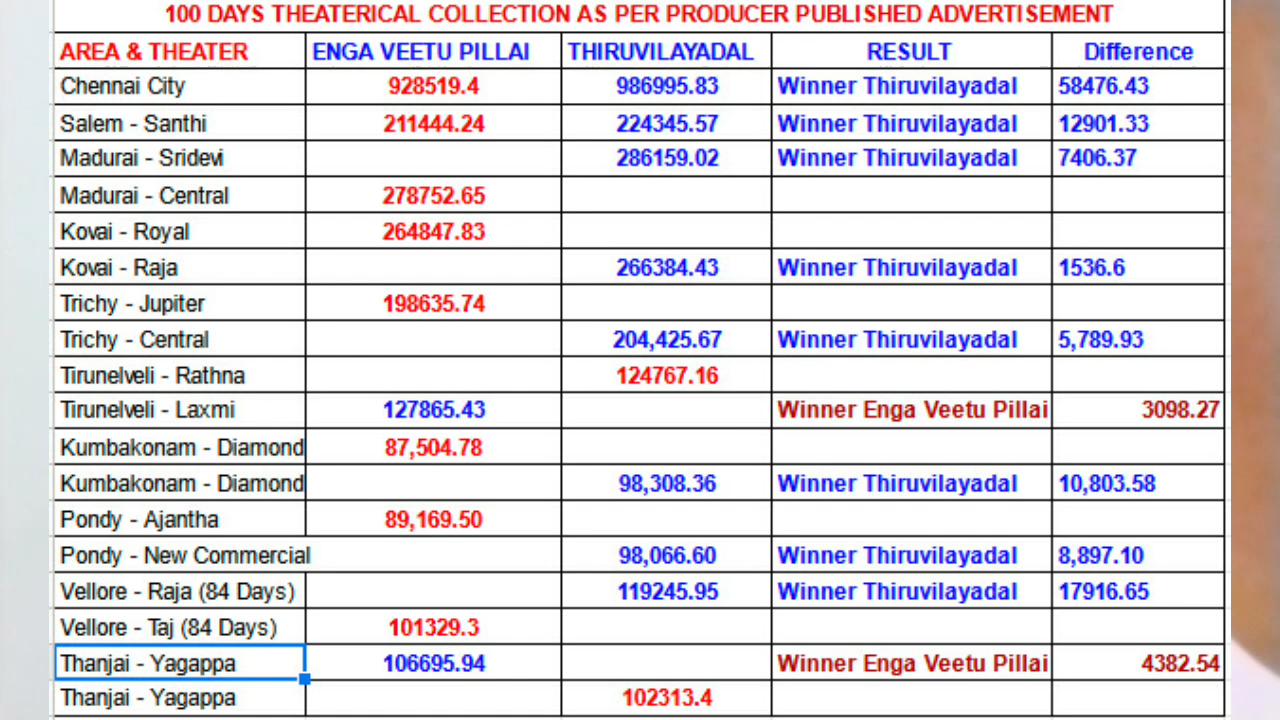 100 DAYS THEATERICAL COLLECTION AS PER PRODUCER PUBLISHED ADVERTISEMENT
AREA & THEATER ENGA VEETU PILLAI THIRUVILAYADAL RESULT Difference
Chennai City 928519.4 986995.83 Winner Thiruvilayadal 58476.43
Salem - Santhi 211444.24 224345.57 Winner Thiruvilayadal 12901.33
Madurai - Sridevi 286159.02 Winner Thiruvilayadal 7406.37
Madurai - Central 278752.65
Kovai - Royal 264847.83
Kovai - Raja 266384.43 Winner Thiruvilayadal 1536.6
Trichy - Jupiter 198635.74
Trichy - Central 204,425.67 Winner Thiruvilayadal 5,789.93
Tirunelveli - Rathna 124767.16
Tirunelveli - Laxmi 127865.43 Winner Enga Veetu Pillai 3098.27
Kumbakonam - Diamond 87,504.78
Kumbakonam - Diamond 98,308.36 Winner Thiruvilayadal 10,803.58
Pondy - Ajantha 89,169.50
Pondy - New Commercial 98,066.60 Winner Thiruvilayadal 8,897.10
Vellore - Raja (84 Days) 119245.95 Winner Thiruvilayadal 17916.65
Vellore - Taj (84 Days) 101329.3
Thanjai - Yagappa 106695.94 Winner Enga Veetu Pillai 4382.54
Thanjai - Yagappa 102313.4